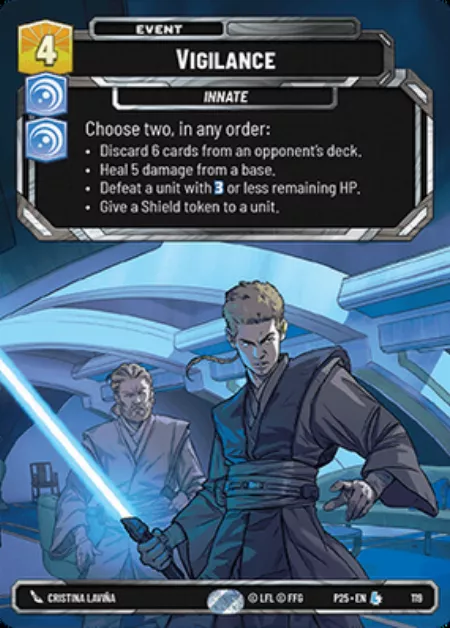 EVENT
4
VIGILANCE
INNATE
Choose two, in any order:
• Discard 6 cards from an opponent's deck.
• Heal 5 damage from a base.
• Defeat a unit with 3 or less remaining HP.
• Give a Shield token to a unit.
CRISTINA LAVIÑA
© LFL © FFG
P25 • EN
119